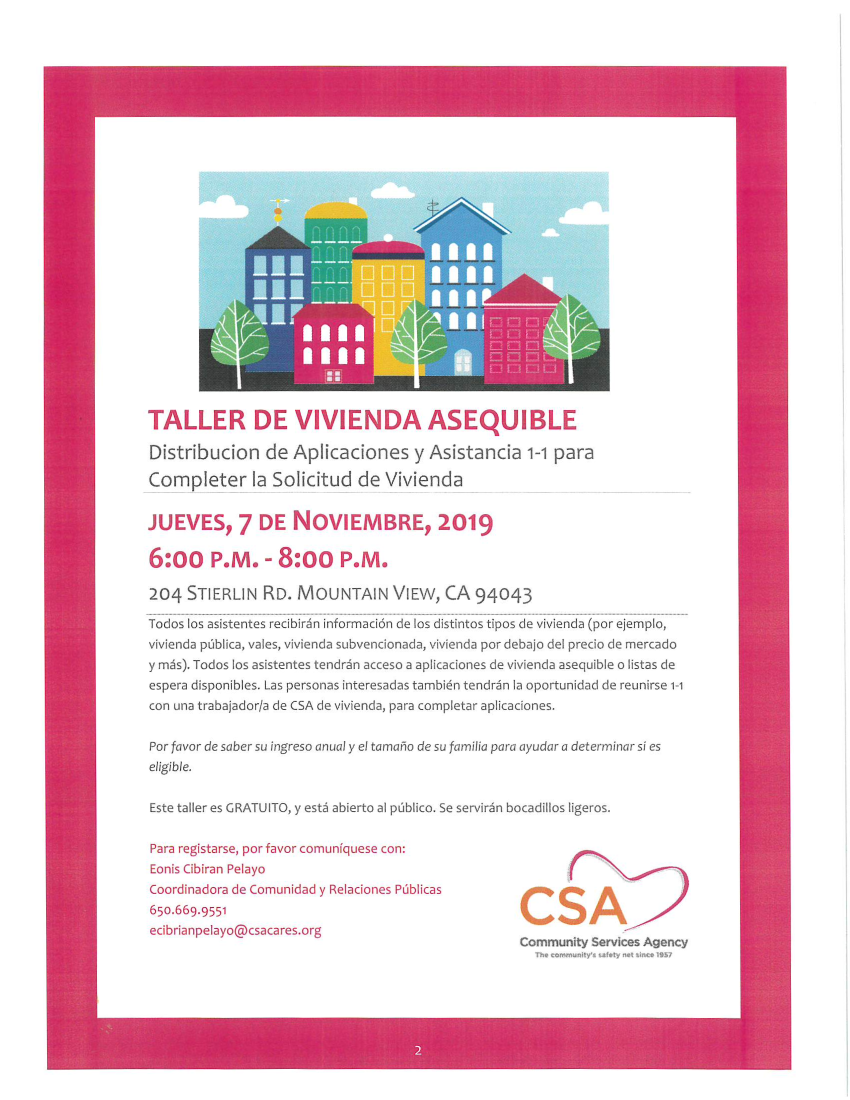 TALLER DE VIVIENDA ASEQUIBLE
Distribucion de Aplicaciones y Asistancia 1-1 para
Completer la Solicitud de Vivienda
JUEVES, 7 DE NOVIEMBRE, 2019
6:00 P.M. - 8:00 P.M.
204 STIERLIN RD. MOUNTAIN VIEW, CA 94043
Todos los asistentes recibirán información de los distintos tipos de vivienda (por ejemplo,
vivienda pública, vales, vivienda subvencionada, vivienda por debajo del precio de mercado
y más). Todos los asistentes tendrán acceso a aplicaciones de vivienda asequible o listas de
espera disponibles. Las personas interesadas también tendrán la oportunidad de reunirse 1-1
con una trabajador/a de CSA de vivienda, para completar aplicaciones.
Por favor de saber su ingreso anual y el tamaño de su familia para ayudar a determinar si es
eligible.
Este taller es GRATUITO, y está abierto al público. Se servirán bocadillos ligeros.
Para registarse, por favor comuníquese con:
Eonis Cibiran Pelayo
Coordinadora de Comunidad y Relaciones Públicas
650.669.9551
ecibrianpelayo@csacares.org
CSA
Community Services Agency
The community's safety net since 1957
2